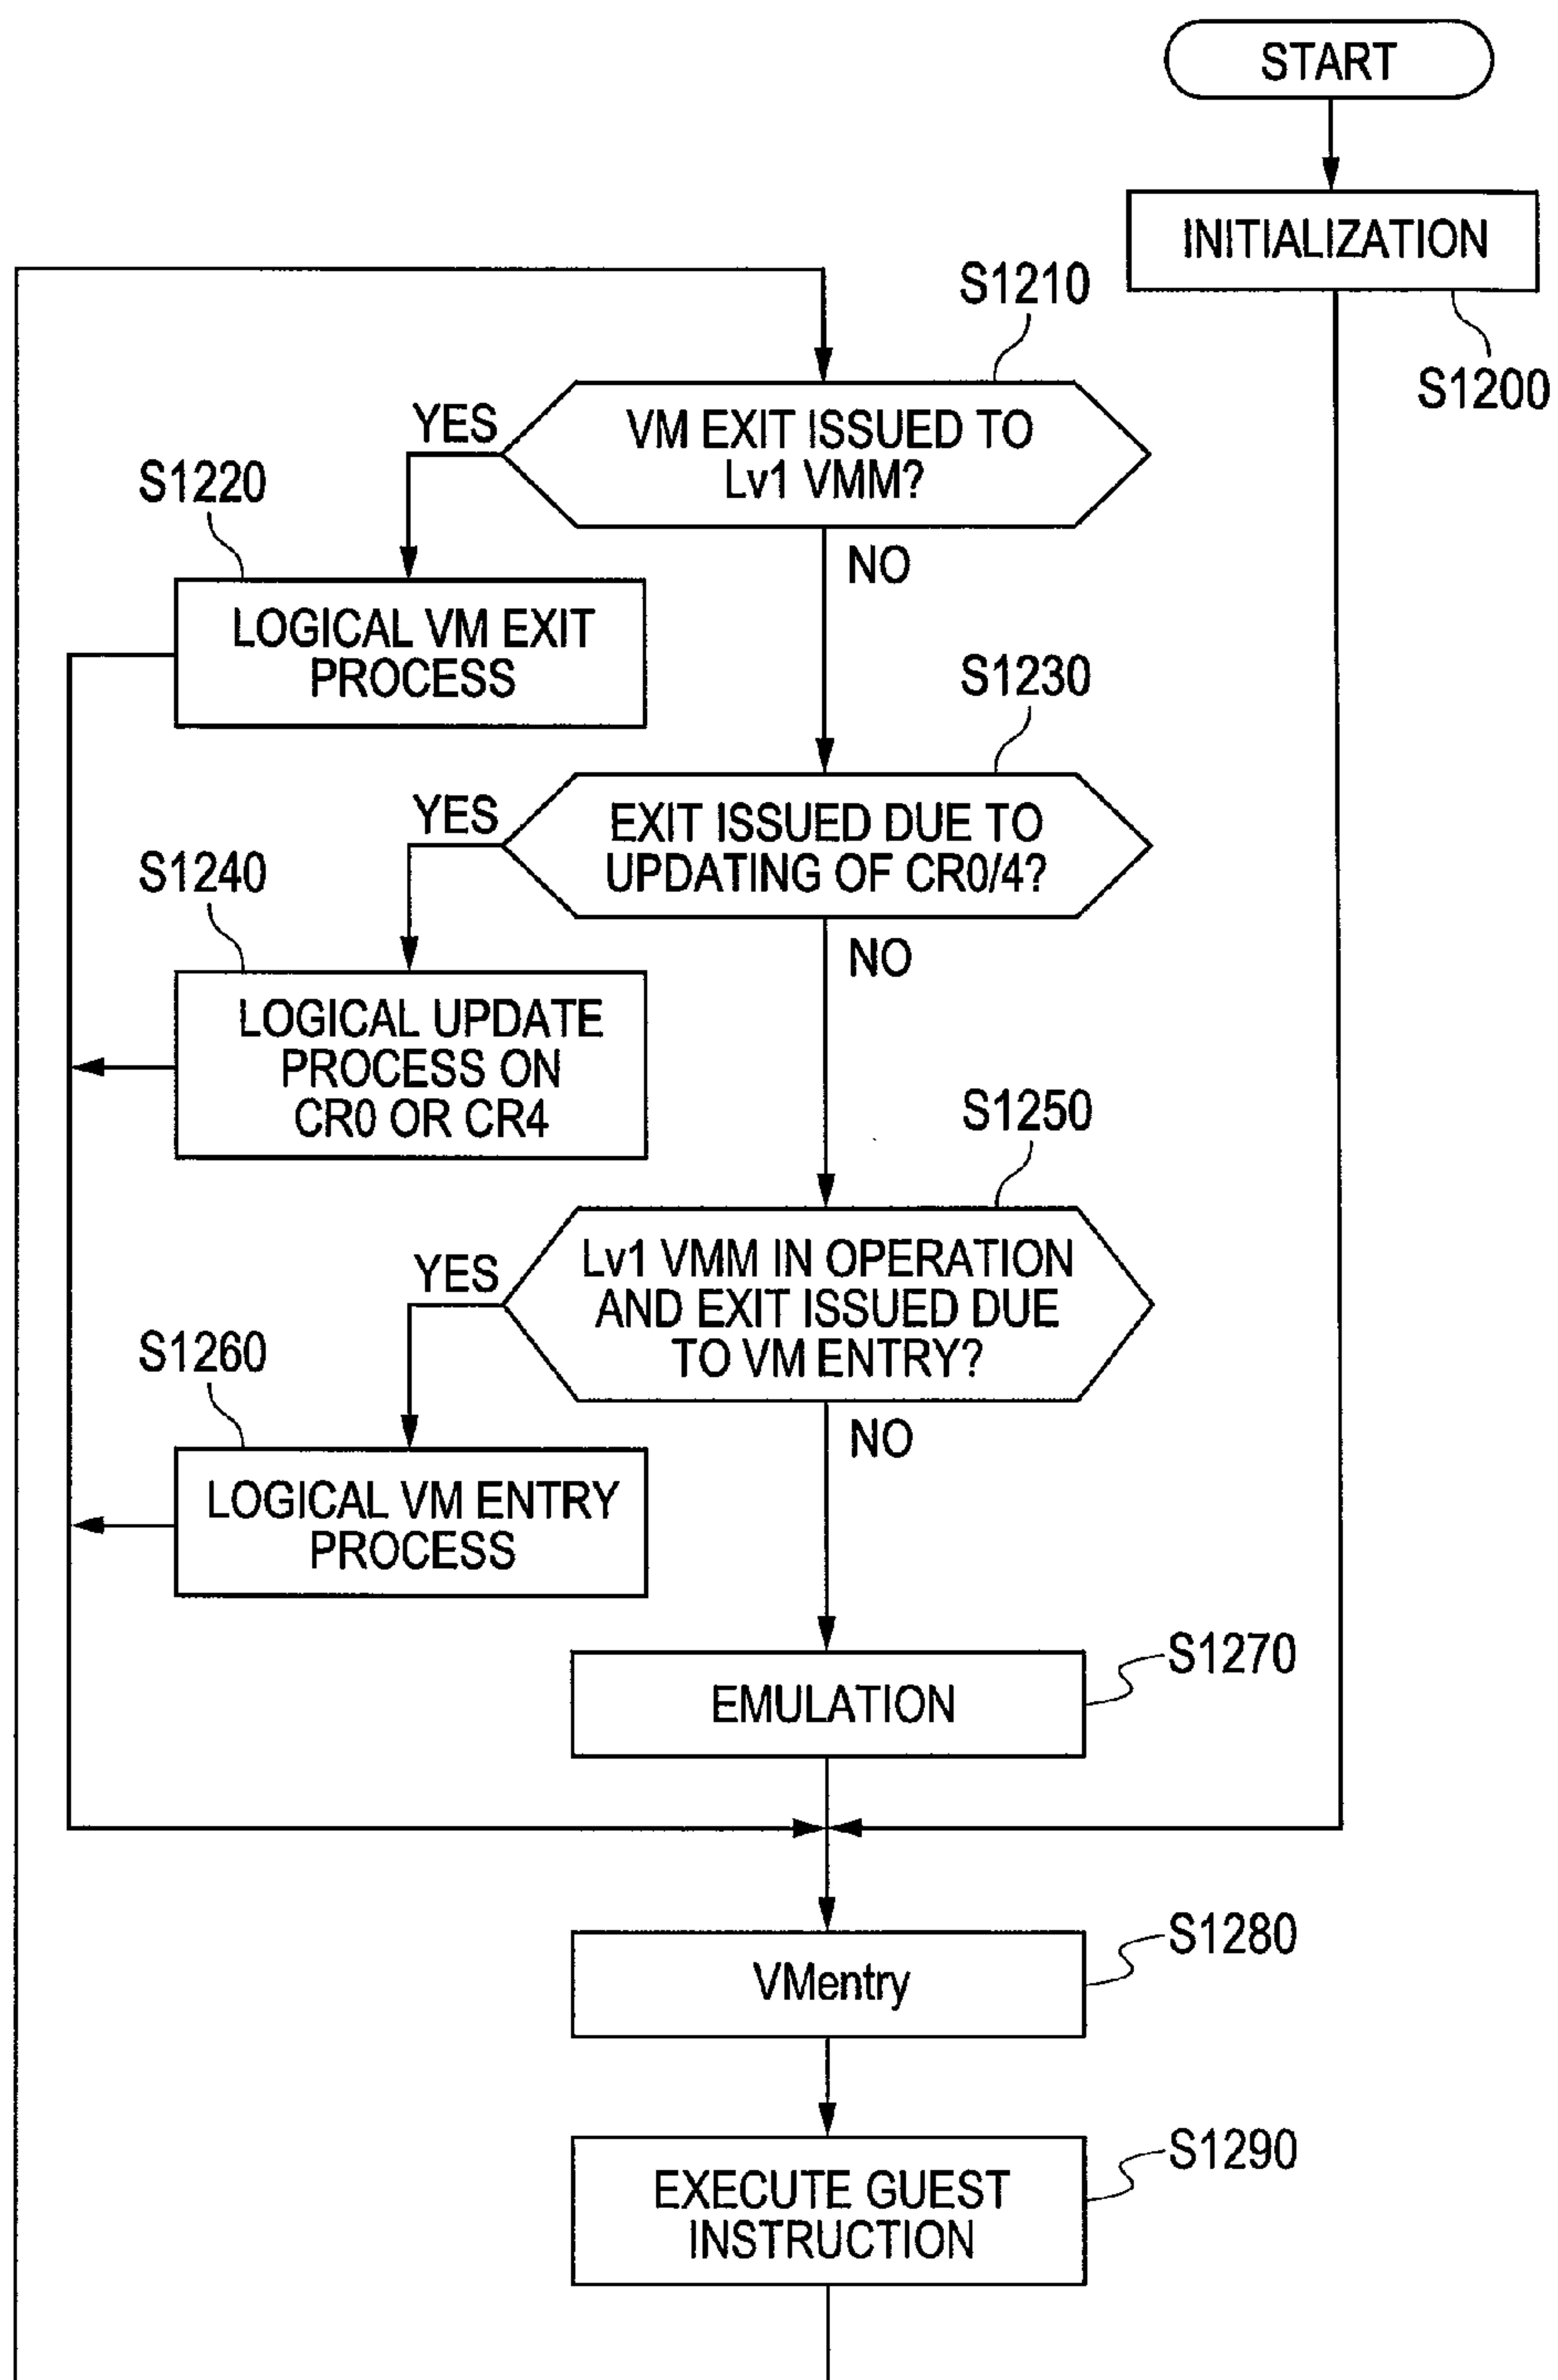 START
INITIALIZATION
S1200
S1210
VM EXIT ISSUED TO
Lv1 VMM?
YES
NO
S1220
LOGICAL VM EXIT
PROCESS
S1230
EXIT ISSUED DUE TO
UPDATING OF CR0/4?
YES
NO
S1240
LOGICAL UPDATE
PROCESS ON
CR0 OR CR4
S1250
Lv1 VMM IN OPERATION
AND EXIT ISSUED DUE
TO VM ENTRY?
YES
NO
S1260
LOGICAL VM ENTRY
PROCESS
S1270
EMULATION
S1280
VMentry
S1290
EXECUTE GUEST
INSTRUCTION